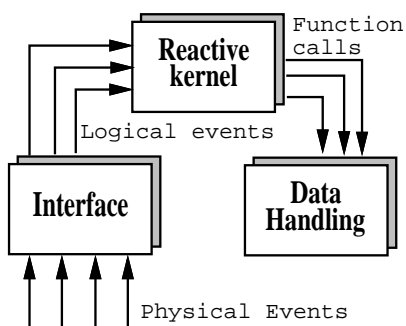 Function
calls
Reactive
kernel
Logical events
Interface
Data
Handling
Physical Events